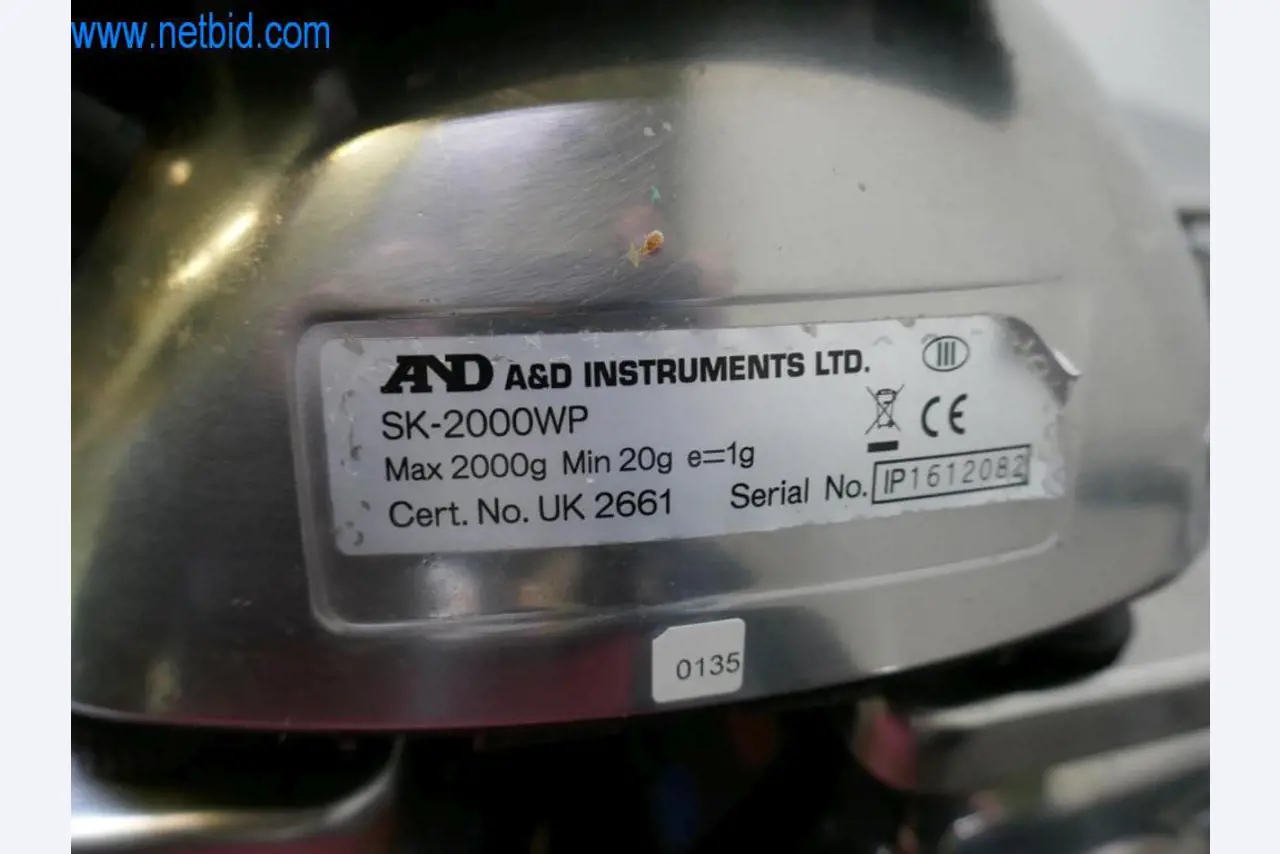 www.netbid.com
AND A&D INSTRUMENTS LTD. III
SK-2000WP CE
Max 2000g Min 20g e=1g
Cert. No. UK 2661 Serial No. IP1612082
0135